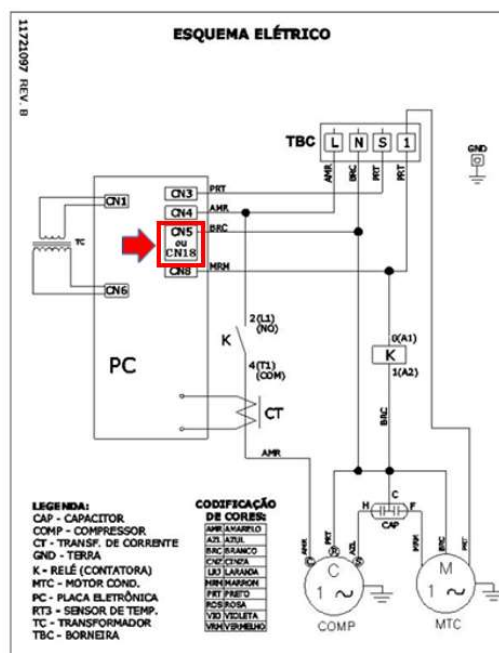 11721097 REV. B
ESQUEMA ELÉTRICO
TBC L N S 1
GND
AMR
BRC
PRT
PRT
CN1
CN3 PRT
CN4 AMR
CN5 BRC
ou
CN18
CN8 MRM
TC
CN6
PC
K
2(L1)
(NO)
4(T1)
(COM)
0(A1)
K
1(A2)
CT
BRC
AMR
C
H F
CAP
AMR
PRT
AZL
MRM
BRC
PRT
C R S
C
1 ~
COMP
M
1 ~
MTC
LEGENDA:
CAP - CAPACITOR
COMP - COMPRESSOR
CT - TRANSF. DE CORRENTE
GND - TERRA
K - RELÉ (CONTATORA)
MTC - MOTOR COND.
PC - PLACA ELETRÔNICA
RT3 - SENSOR DE TEMP.
TC - TRANSFORMADOR
TBC - BORNEIRA
CODIFICAÇÃO
DE CORES:
AMR AMARELO
AZL AZUL
BRC BRANCO
CNZ CINZA
LRJ LARANJA
MRM MARROM
PRT PRETO
ROS ROSA
VIO VIOLETA
VRM VERMELHO